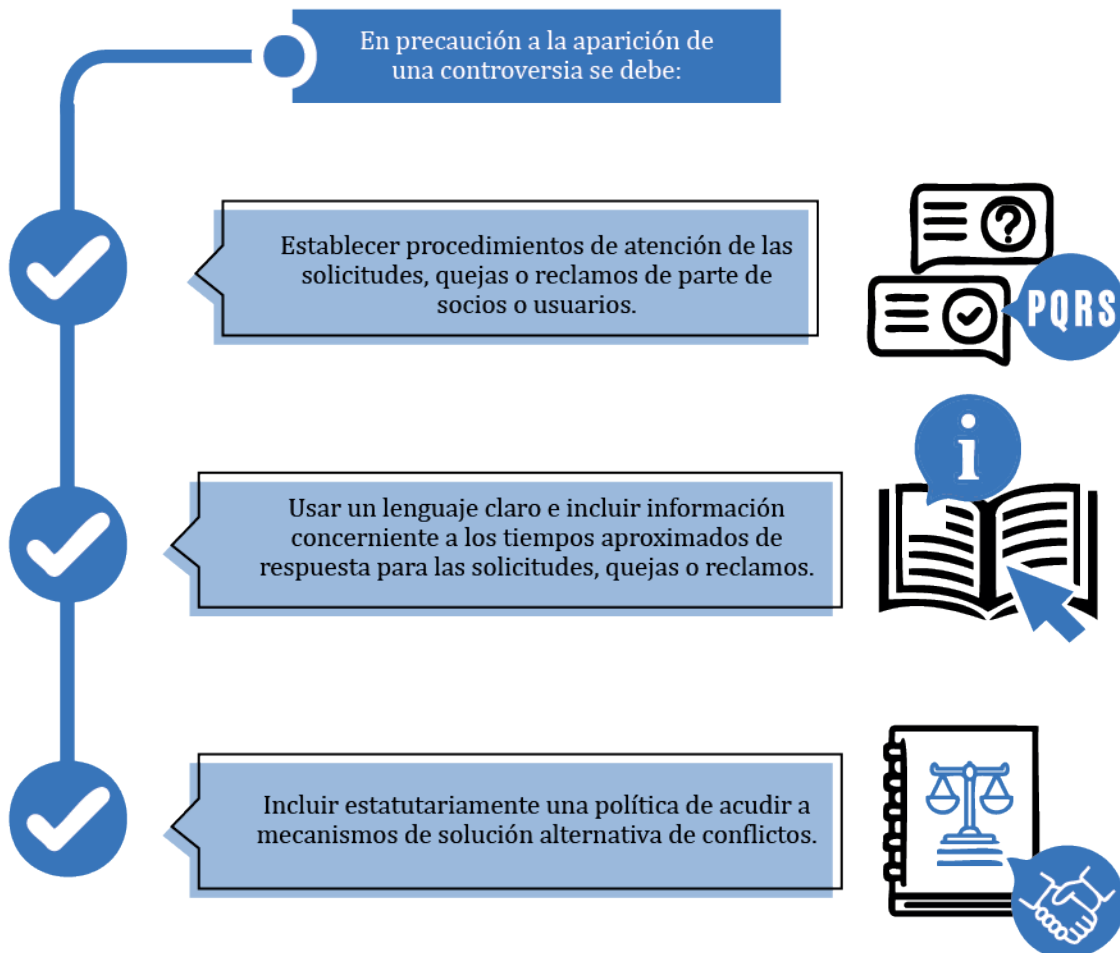 En precaución a la aparición de
una controversia se debe:
Establecer procedimientos de atención de las
solicitudes, quejas o reclamos de parte de
socios o usuarios.
?
PQRS
i
Usar un lenguaje claro e incluir información
concerniente a los tiempos aproximados de
respuesta para las solicitudes, quejas o reclamos.
Incluir estatutariamente una política de acudir a
mecanismos de solución alternativa de conflictos.